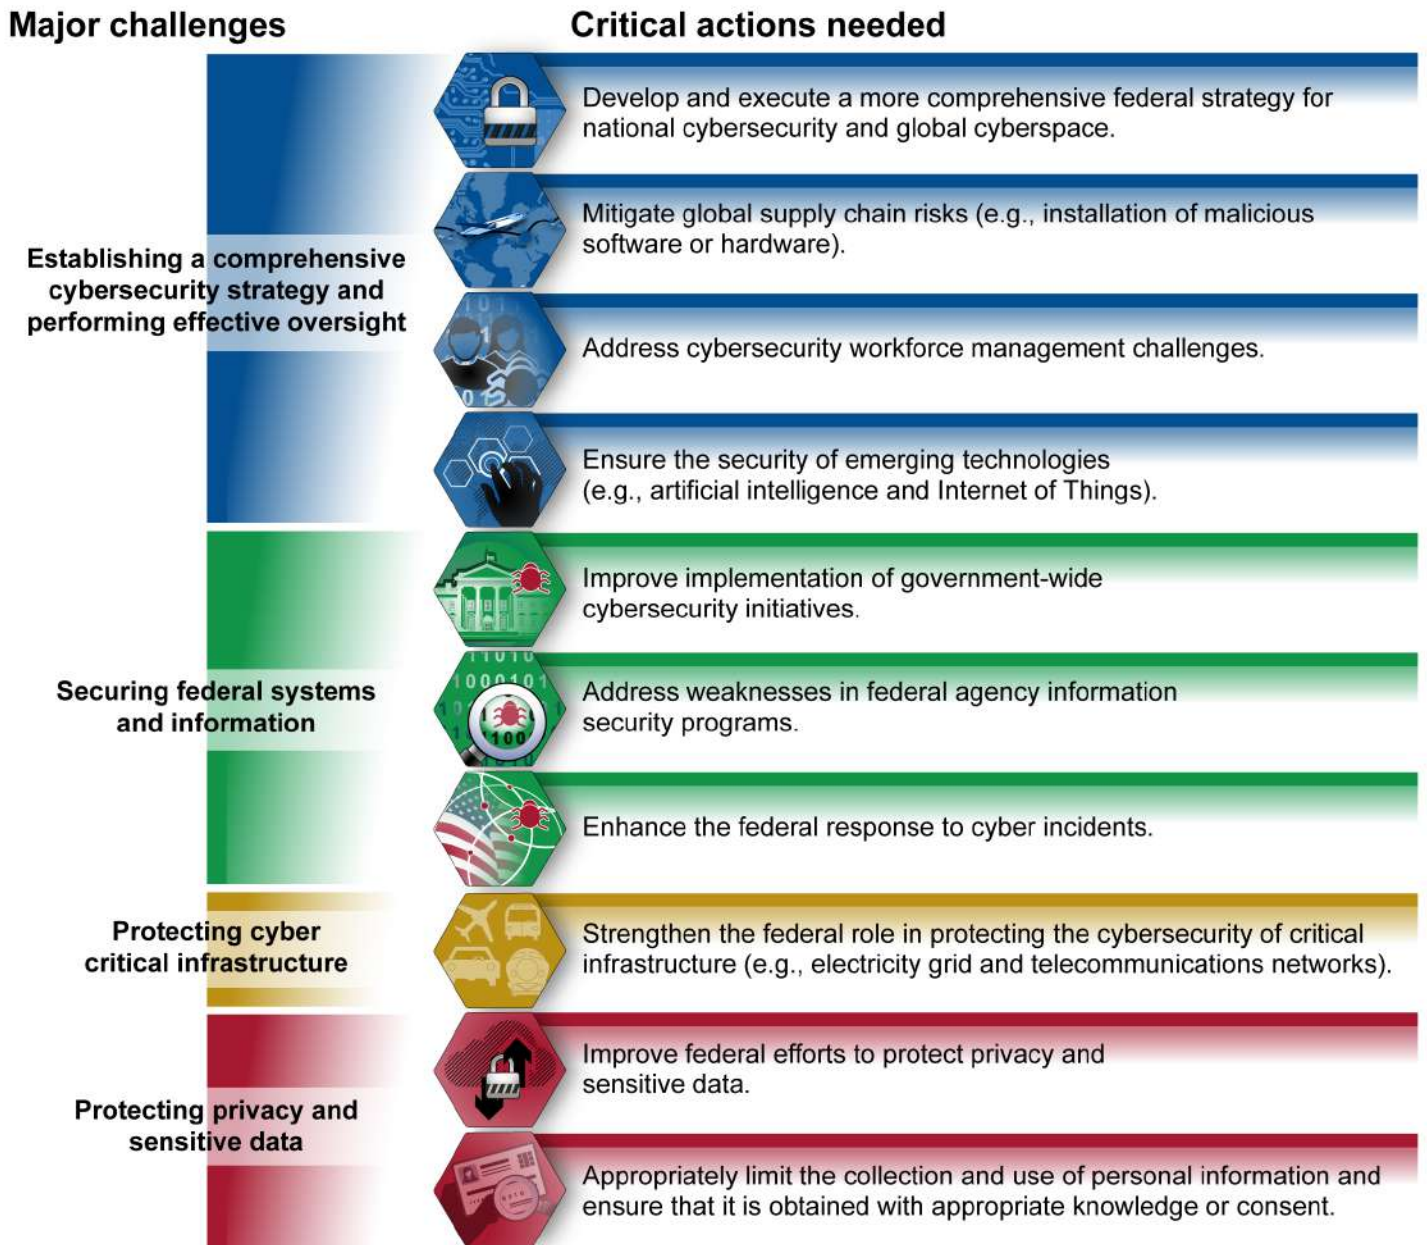 Major challenges
Critical actions needed
Establishing a comprehensive
cybersecurity strategy and
performing effective oversight
Develop and execute a more comprehensive federal strategy for
national cybersecurity and global cyberspace.
Mitigate global supply chain risks (e.g., installation of malicious
software or hardware).
Address cybersecurity workforce management challenges.
Ensure the security of emerging technologies
(e.g., artificial intelligence and Internet of Things).
Securing federal systems
and information
Improve implementation of government-wide
cybersecurity initiatives.
11010
1000101
1100
Address weaknesses in federal agency information
security programs.
Enhance the federal response to cyber incidents.
Protecting cyber
critical infrastructure
Strengthen the federal role in protecting the cybersecurity of critical
infrastructure (e.g., electricity grid and telecommunications networks).
Protecting privacy and
sensitive data
Improve federal efforts to protect privacy and
sensitive data.
Appropriately limit the collection and use of personal information and
ensure that it is obtained with appropriate knowledge or consent.